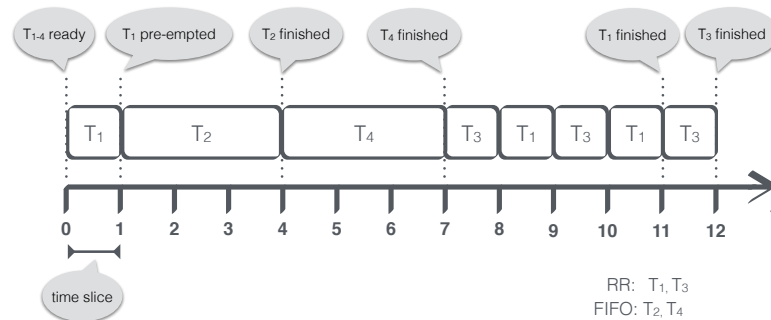 T1-4 ready
T1 pre-empted
T2 finished
T4 finished
T1 finished
T3 finished
T1
T2
T4
T3
T1
T3
T1
T3
0 1 2 3 4 5 6 7 8 9 10 11 12
time slice
RR: T1, T3
FIFO: T2, T4